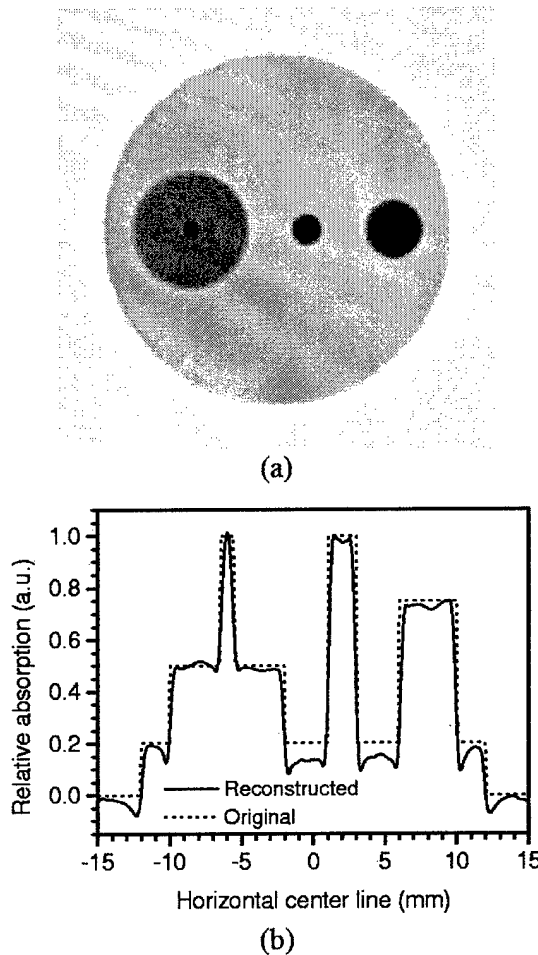 (a)
1.0
0.8
0.6
0.4
0.2
0.0
Relative absorption (a.u.)
Reconstructed
Original
-15 -10 -5 0 5 10 15
Horizontal center line (mm)
(b)